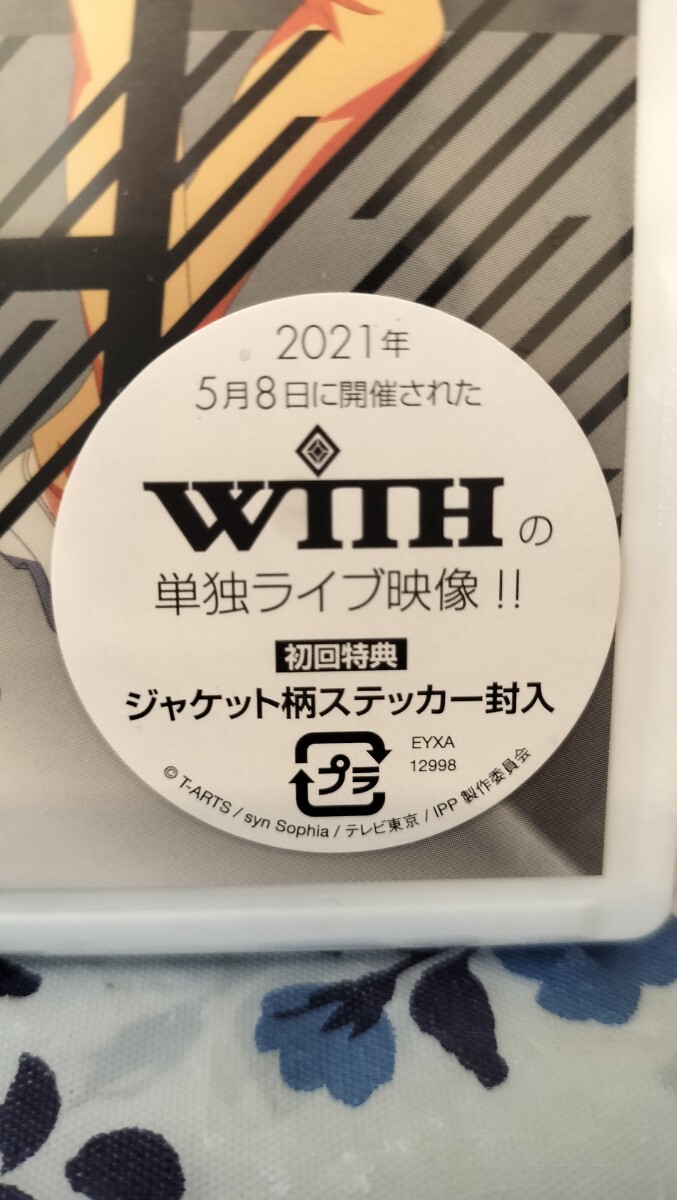 2021年
5月8日に開催された
WITHの
単独ライブ映像!!
初回特典
ジャケット柄ステッカー封入
プラ
EYXA
12998
© T-ARTS / syn Sophia / テレビ東京 / IPP 製作委員会